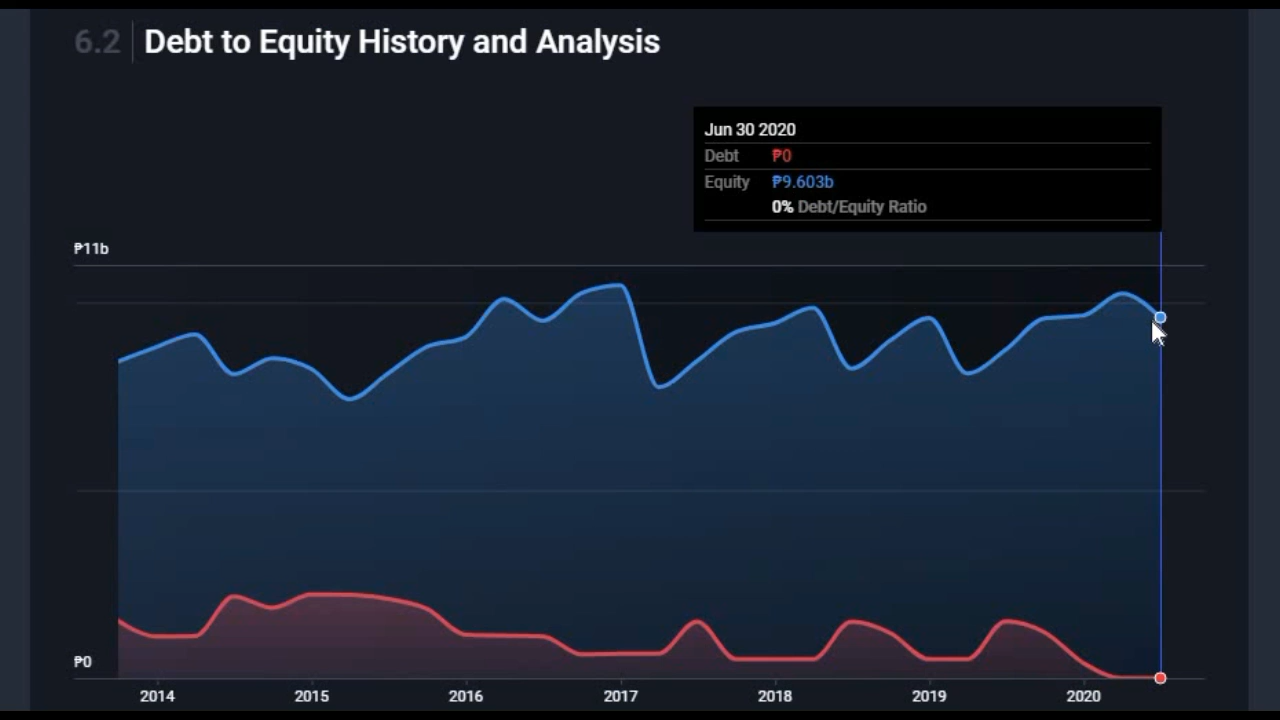 6.2 Debt to Equity History and Analysis
Jun 30 2020
Debt ₱0
Equity ₱9.603b
0% Debt/Equity Ratio
₱11b
₱0
2014 2015 2016 2017 2018 2019 2020